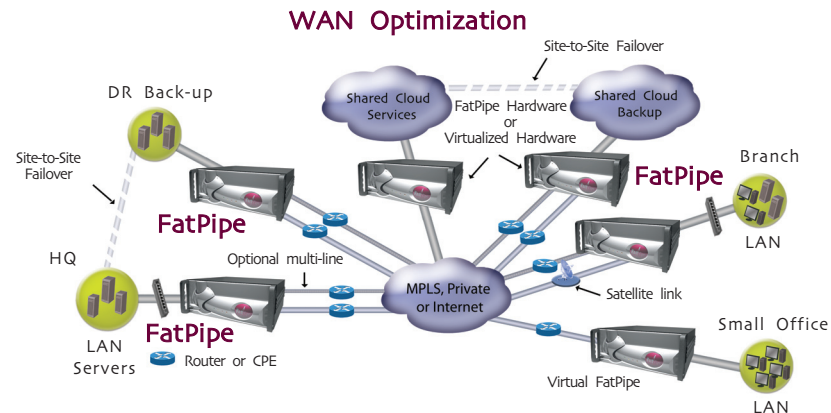 WAN Optimization
Site-to-Site Failover
DR Back-up
Shared Cloud
Services
FatPipe Hardware
or
Virtualized Hardware
Shared Cloud
Backup
Site-to-Site
Failover
FatPipe
FatPipe
Branch
LAN
HQ
Optional multi-line
MPLS, Private
or Internet
Satellite link
FatPipe
LAN
Servers
Router or CPE
Virtual FatPipe
Small Office
LAN